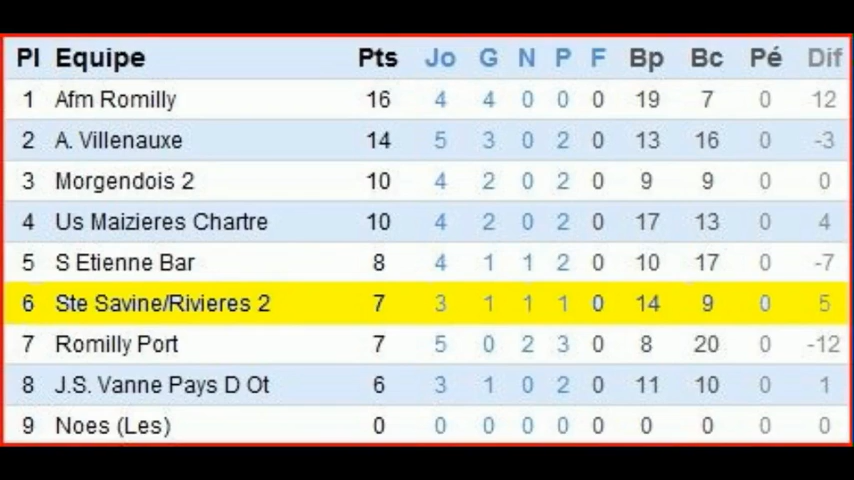 Pl Equipe Pts Jo G N P F Bp Bc Pé Dif
1 Afm Romilly 16 4 4 0 0 0 19 7 0 12
2 A. Villenauxe 14 5 3 0 2 0 13 16 0 -3
3 Morgendois 2 10 4 2 0 2 0 9 9 0 0
4 Us Maizieres Chartre 10 4 2 0 2 0 17 13 0 4
5 S Etienne Bar 8 4 1 1 2 0 10 17 0 -7
6 Ste Savine/Rivieres 2 7 3 1 1 1 0 14 9 0 5
7 Romilly Port 7 5 0 2 3 0 8 20 0 -12
8 J.S. Vanne Pays D Ot 6 3 1 0 2 0 11 10 0 1
9 Noes (Les) 0 0 0 0 0 0 0 0 0 0